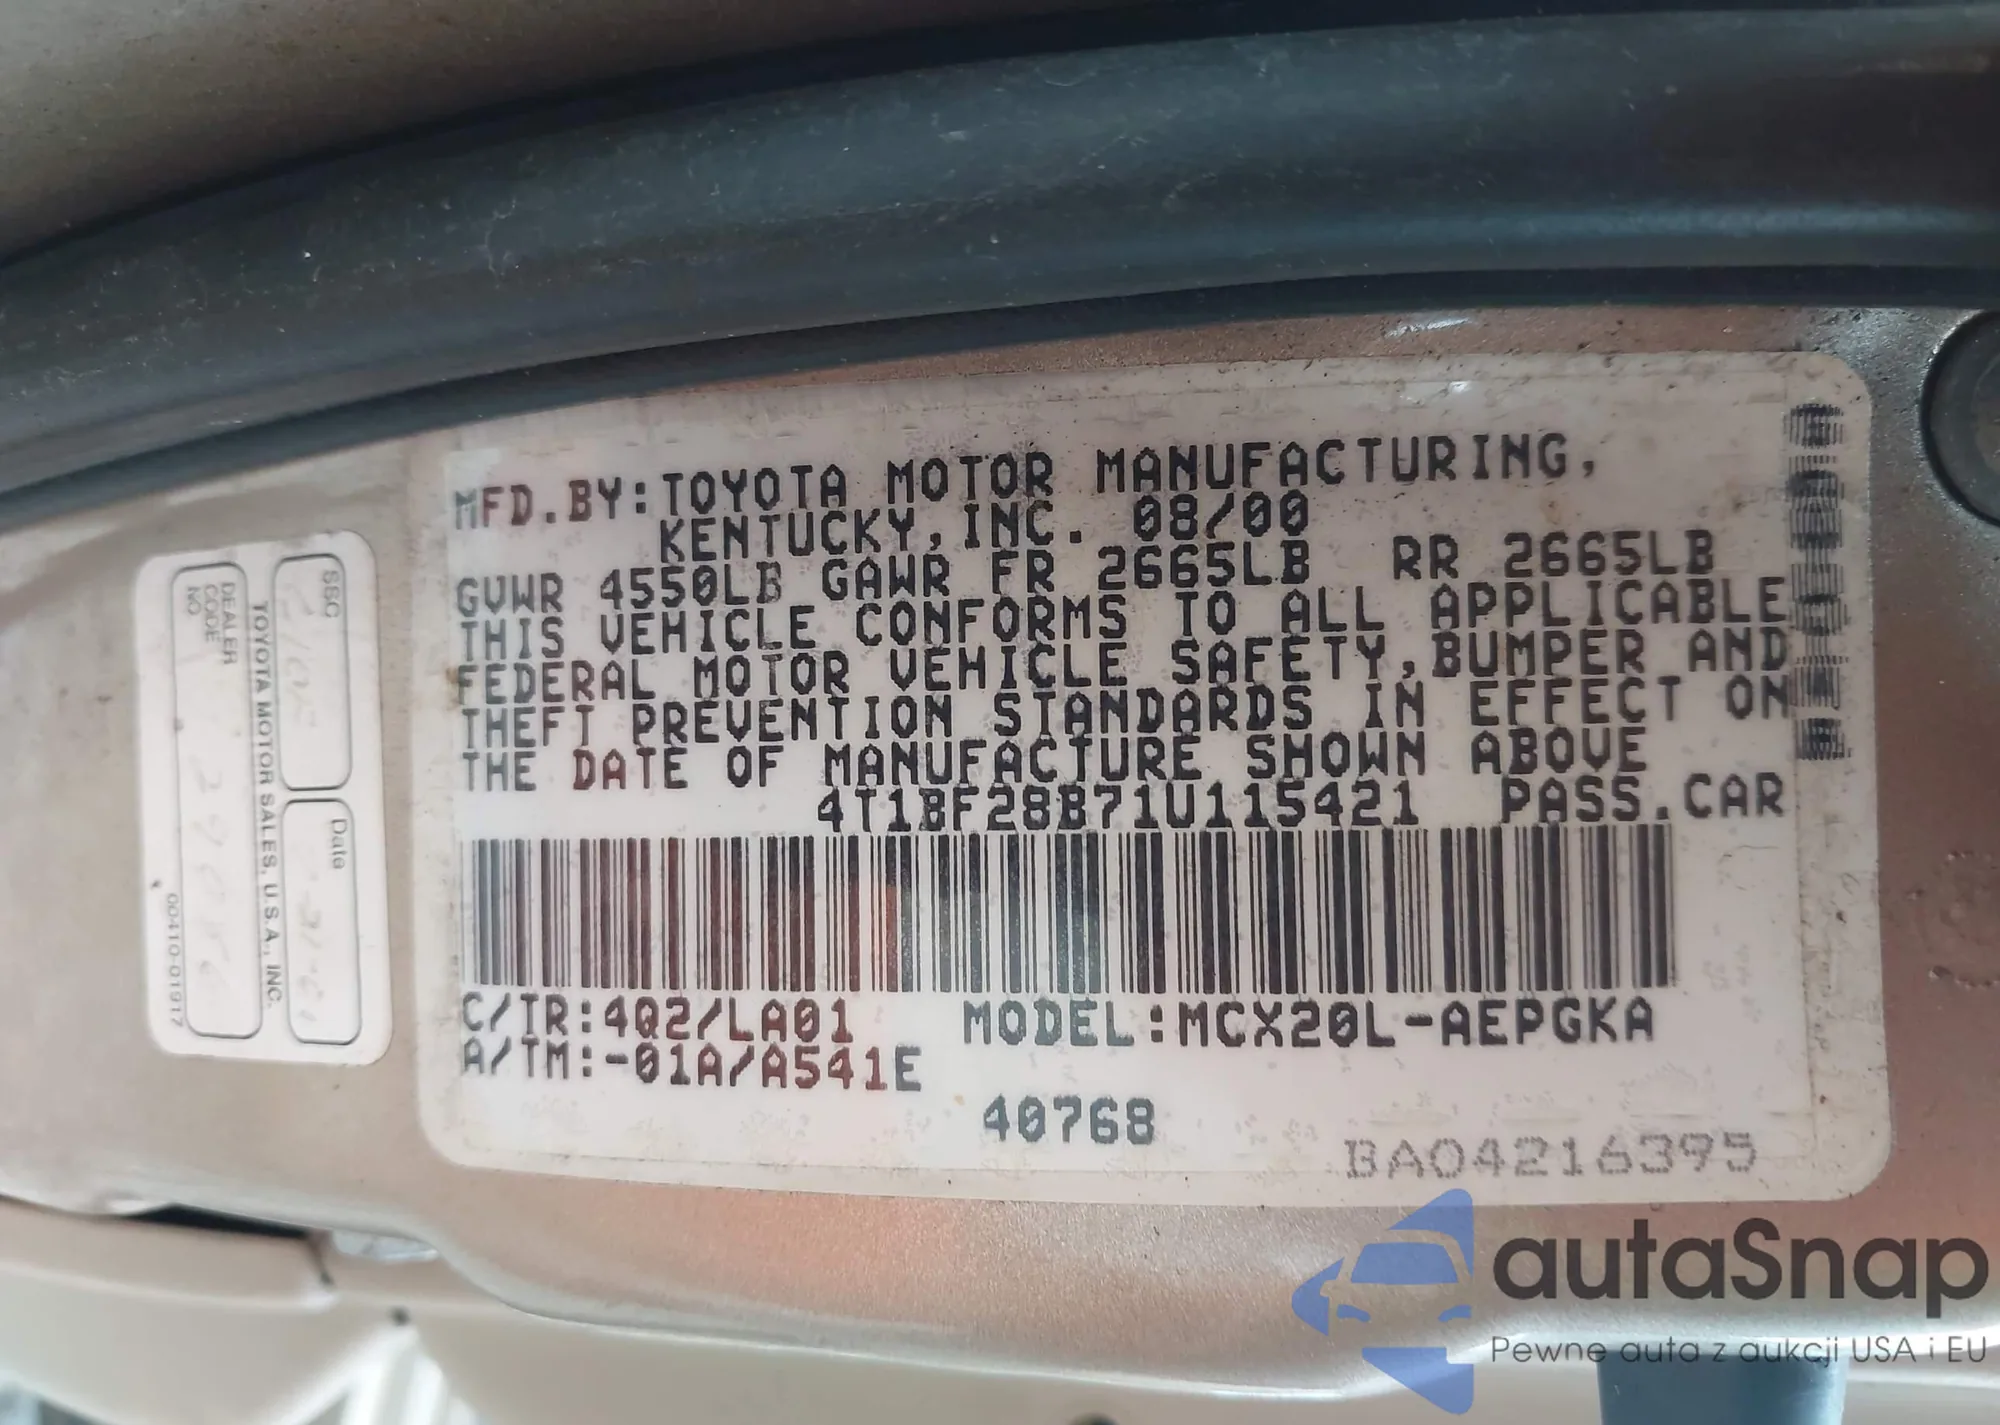 MFD.BY:TOYOTA MOTOR MANUFACTURING,
KENTUCKY,INC. 08/00
GVWR 4550LB GAWR FR 2665LB RR 2665LB
THIS VEHICLE CONFORMS TO ALL APPLICABLE
FEDERAL MOTOR VEHICLE SAFETY,BUMPER AND
THEFT PREVENTION STANDARDS IN EFFECT ON
THE DATE OF MANUFACTURE SHOWN ABOVE
4T1BF28B71U115421 PASS.CAR
C/TR:4Q2/LA01 MODEL:MCX20L-AEPGKA
A/TM:-01A/A541E
40768
BA04216395
SSC
Date
TOYOTA MOTOR SALES, U.S.A., INC.
DEALER
CODE
NO
00410-01917
autaSnap
Pewne auta z aukcji USA i EU